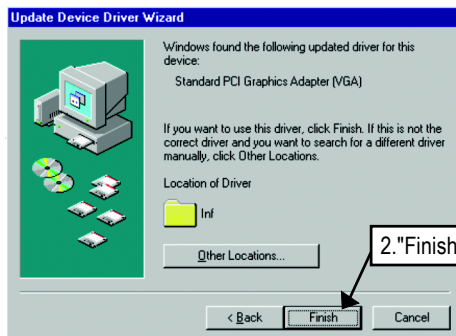 Update Device Driver Wizard
Windows found the following updated driver for this
device:
Standard PCI Graphics Adapter (VGA)
If you want to use this driver, click Finish. If this is not the
correct driver and you want to search for a different driver
manually, click Other Locations.
Location of Driver
Inf
Other Locations...
2."Finish
< Back
Finish
Cancel